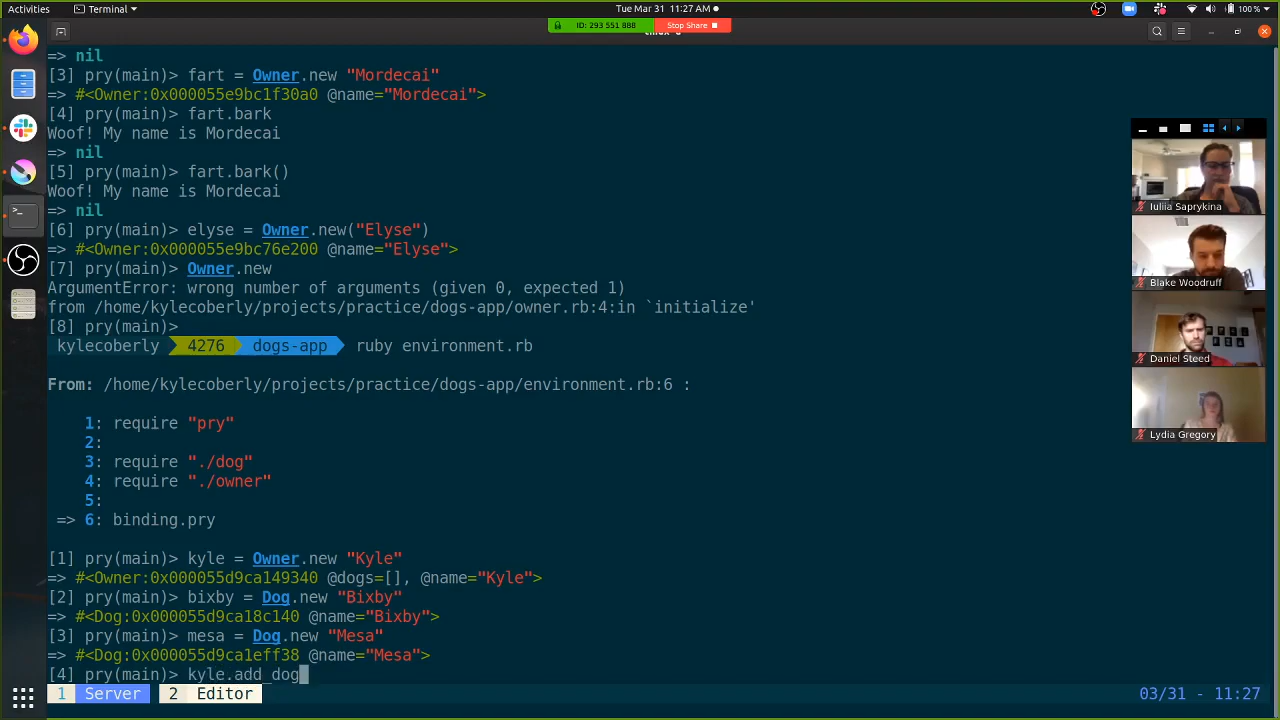 Activities
Terminal
Tue Mar 31 11:27 AM
100 %
ID: 293 551 888
Stop Share
=> nil
[3] pry(main)> fart = Owner.new "Mordecai"
=> #<Owner:0x000055e9bc1f30a0 @name="Mordecai">
[4] pry(main)> fart.bark
Woof! My name is Mordecai
=> nil
[5] pry(main)> fart.bark()
Woof! My name is Mordecai
=> nil
[6] pry(main)> elyse = Owner.new("Elyse")
=> #<Owner:0x000055e9bc76e200 @name="Elyse">
[7] pry(main)> Owner.new
ArgumentError: wrong number of arguments (given 0, expected 1)
from /home/kylecoberly/projects/practice/dogs-app/owner.rb:4:in `initialize'
[8] pry(main)>
kylecoberly 4276 dogs-app ruby environment.rb
From: /home/kylecoberly/projects/practice/dogs-app/environment.rb:6 :
1: require "pry"
2:
3: require "./dog"
4: require "./owner"
5:
=> 6: binding.pry
[1] pry(main)> kyle = Owner.new "Kyle"
=> #<Owner:0x000055d9ca149340 @dogs=[], @name="Kyle">
[2] pry(main)> bixby = Dog.new "Bixby"
=> #<Dog:0x000055d9ca18c140 @name="Bixby">
[3] pry(main)> mesa = Dog.new "Mesa"
=> #<Dog:0x000055d9ca1eff38 @name="Mesa">
[4] pry(main)> kyle.add_dog
1 Server 2 Editor
03/31 - 11:27
Iuliia Saprykina
Blake Woodruff
Daniel Steed
Lydia Gregory